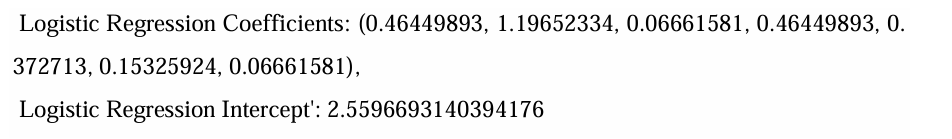 Logistic Regression Coefficients: (0.46449893, 1.19652334, 0.06661581, 0.46449893, 0.
372713, 0.15325924, 0.06661581),
Logistic Regression Intercept': 2.5596693140394176